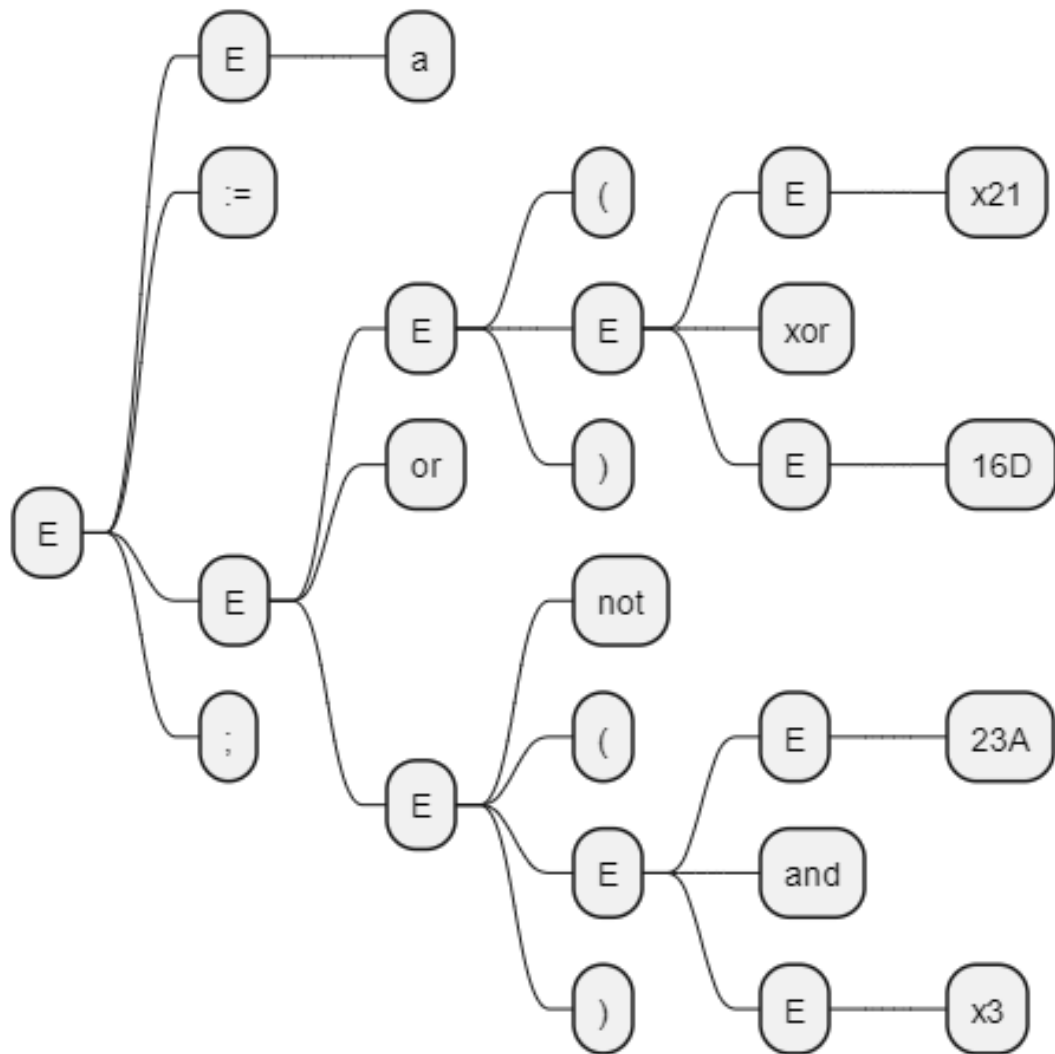 E a
:=
( E x21
E E xor
or ) E 16D
E
E not
; ( E 23A
E
E and
) E x3